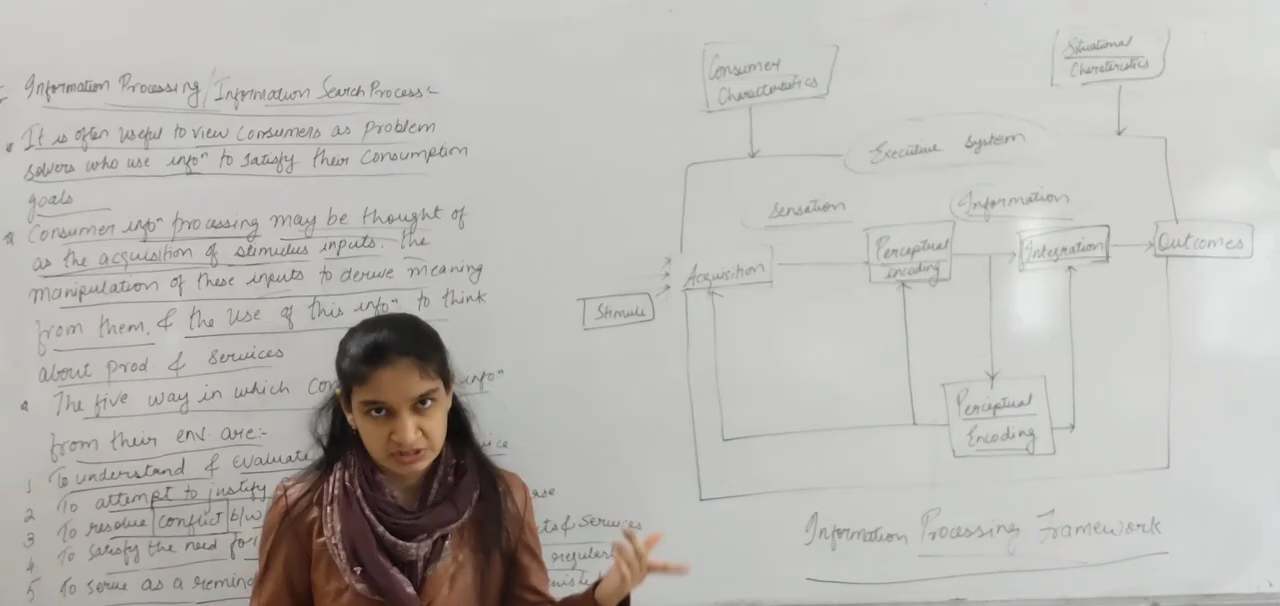 Information Processing/Information Search Process:-
It is often useful to view Consumers as problem
solvers who use infoⁿ to satisfy their Consumption
goals
Consumer infoⁿ processing may be thought of
as the acquisition of stimulus inputs, the
manipulation of these inputs to derive meaning
from them, & the use of this infoⁿ to think
about prod & services
The five way in which infoⁿ
from their env. are:-
1 To understand & evaluate
2 To attempt to justify
3 To resolve conflict b/w
4 To satisfy the need for
5 To serve as a remind
& Services
regular
Consumer
Characteristics
Situational
Charateristics
Executive System
Sensation
Information
Stimuli
Acquisition
Perceptual
encoding
Integration
Outcomes
Perceptual
Encoding
Information Processing Framework